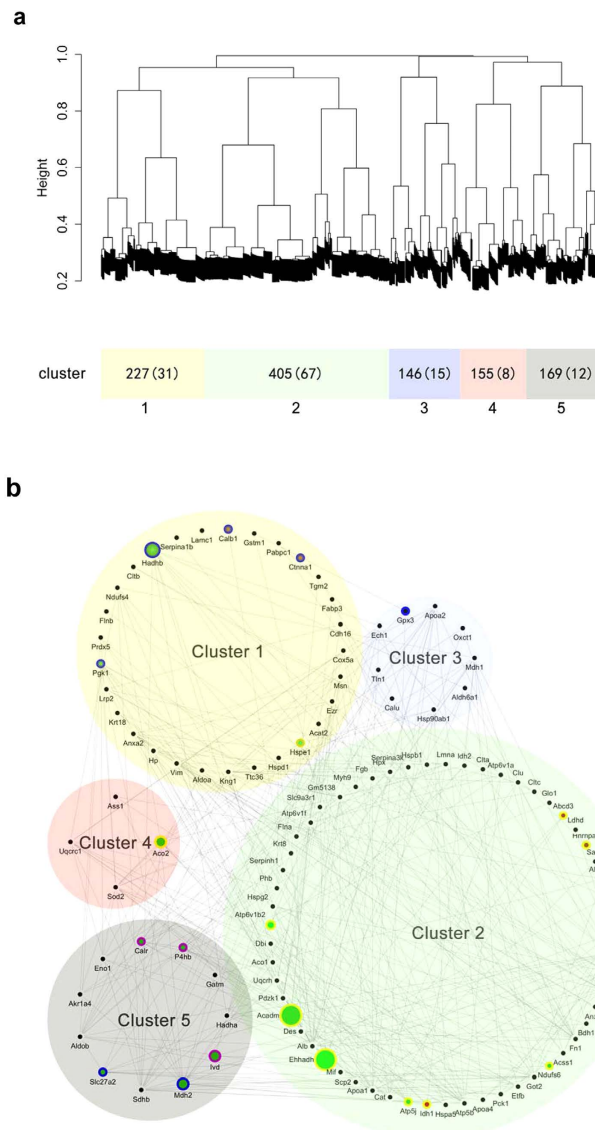 a
1.0
0.8
0.6
0.4
0.2
Height
cluster 227(31) 405(67) 146(15) 155(8) 169(12)
1 2 3 4 5
b
Serpina1b
Lamc1
Calb1
Gstm1
Pabpc1
Ctnna1
Tgm2
Fabp3
Cdh16
Cox5a
Msn
Ezr
Acat2
Hspe1
Hspd1
Ttc36
Kng1
Aldoa
Vim
Hp
Anxa2
Krt18
Lrp2
Pgk1
Prdx5
Flnb
Ndufs4
Cltb
Hadhb
Cluster 1
Gpx3
Apoa2
Oxct1
Mdh1
Aldh6a1
Hsp90ab1
Calu
Tln1
Ech1
Cluster 3
Ass1
Aco2
Sod2
Uqcrc1
Cluster 4
Hspb1
Lmna
Idh2
Clta
Atp6v1a
Clu
Cltc
Glo1
Abcd3
Ldhd
Hnrnpa
Sa
Bdh1
Fn1
Acss1
Ndufs6
Got2
Etfb
Pck1
Apoa4
Atp5b
Hspa5
Idh1
Atp5j
Cat
Apoa1
Scp2
Mif
Ehhadh
Alb
Des
Acadm
Pdzk1
Uqcrh
Aco1
Dbi
Atp6v1b2
Hspg2
Phb
Serpinh1
Krt8
Flna
Atp6v1f
Slc9a3r1
Gm5138
Myh9
Fgb
Hpx
Cluster 2
Calr
P4hb
Gatm
Hadha
Ivd
Mdh2
Sdhb
Slc27a2
Aldob
Akr1a4
Eno1
Cluster 5